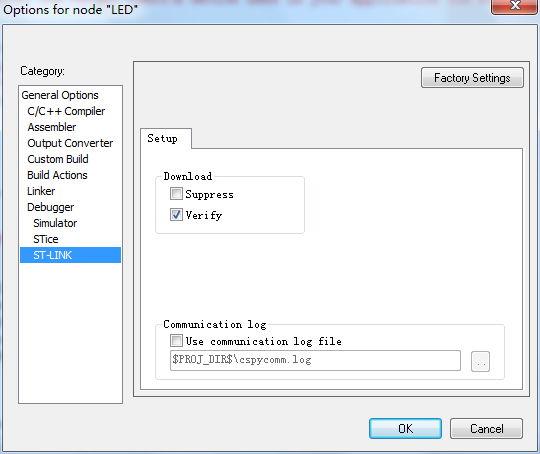 Options for node "LED"
Category:
General Options
C/C++ Compiler
Assembler
Output Converter
Custom Build
Build Actions
Linker
Debugger
Simulator
STice
ST-LINK
Factory Settings
Setup
Download
Suppress
Verify
Communication log
Use communication log file
$PROJ_DIR$\cspycomm.log
..
OK
Cancel